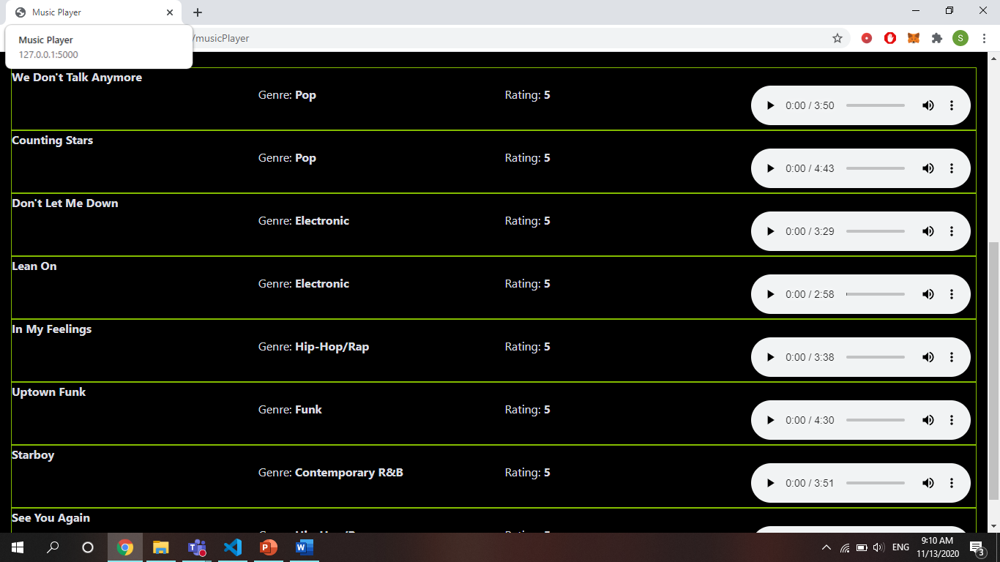 Music Player
Music Player
127.0.0.1:5000
/musicPlayer
S
We Don't Talk Anymore
Genre: Pop
Rating: 5
0:00 / 3:50
Counting Stars
Genre: Pop
Rating: 5
0:00 / 4:43
Don't Let Me Down
Genre: Electronic
Rating: 5
0:00 / 3:29
Lean On
Genre: Electronic
Rating: 5
0:00 / 2:58
In My Feelings
Genre: Hip-Hop/Rap
Rating: 5
0:00 / 3:38
Uptown Funk
Genre: Funk
Rating: 5
0:00 / 4:30
Starboy
Genre: Contemporary R&B
Rating: 5
0:00 / 3:51
See You Again
ENG
9:10 AM
11/13/2020
3